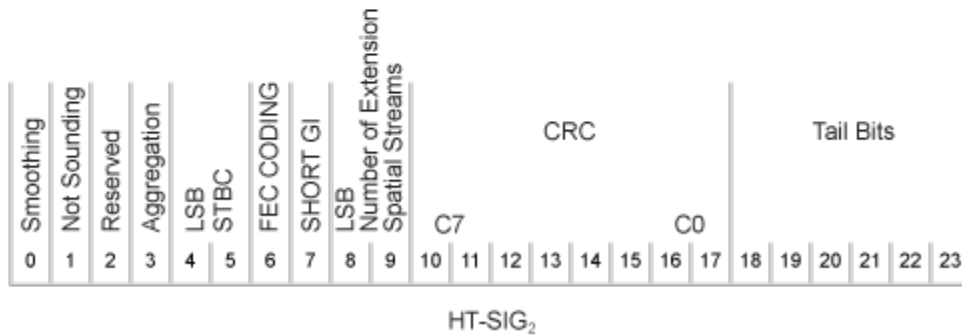 Smoothing
Not Sounding
Reserved
Aggregation
LSB
STBC
FEC CODING
SHORT GI
LSB
Number of Extension
Spatial Streams
CRC
Tail Bits
C7 C0
0 1 2 3 4 5 6 7 8 9 10 11 12 13 14 15 16 17 18 19 20 21 22 23
HT-SIG₂